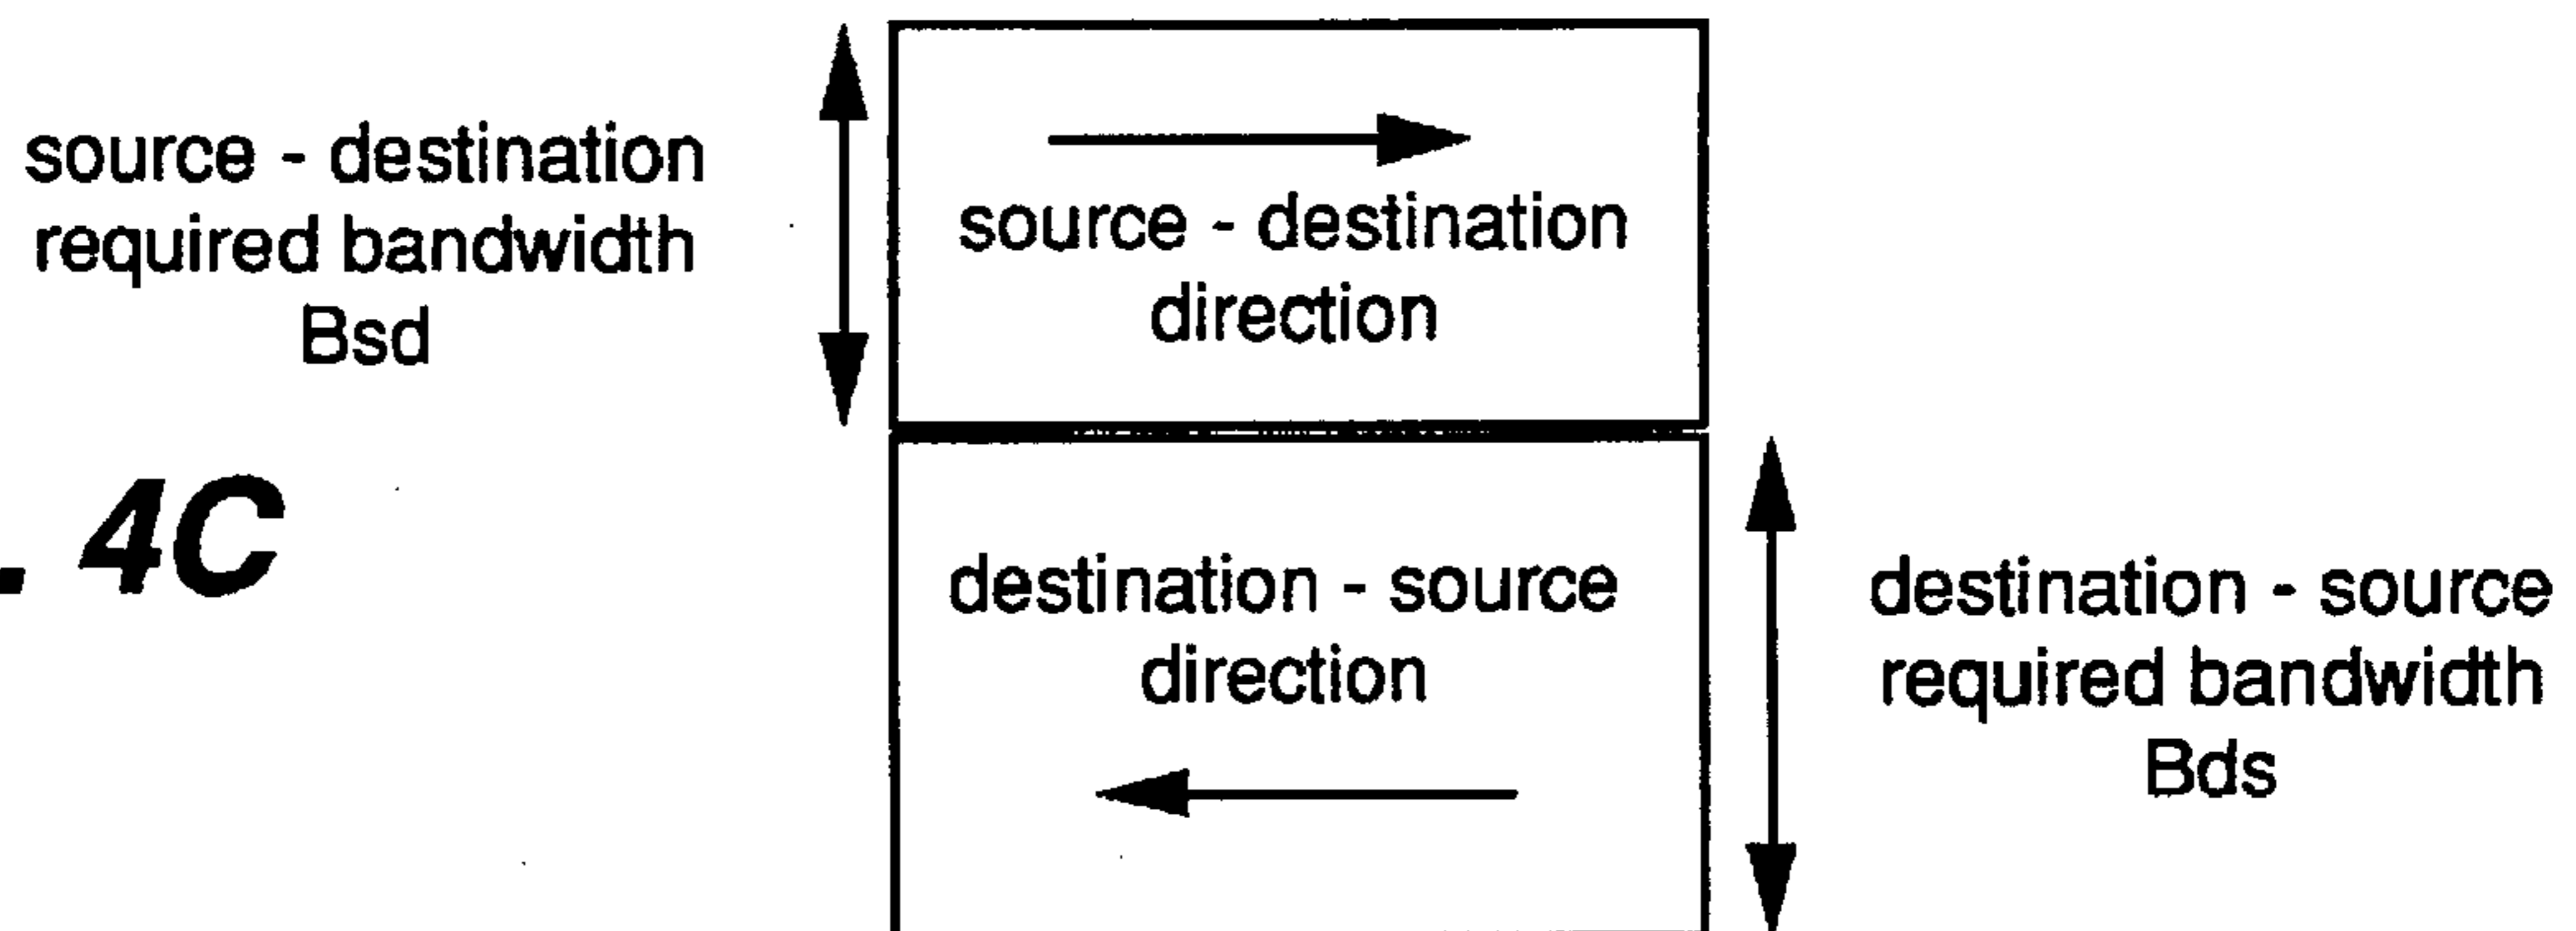 source - destination
required bandwidth
Bsd
source - destination
direction
. 4C
destination - source
direction
destination - source
required bandwidth
Bds